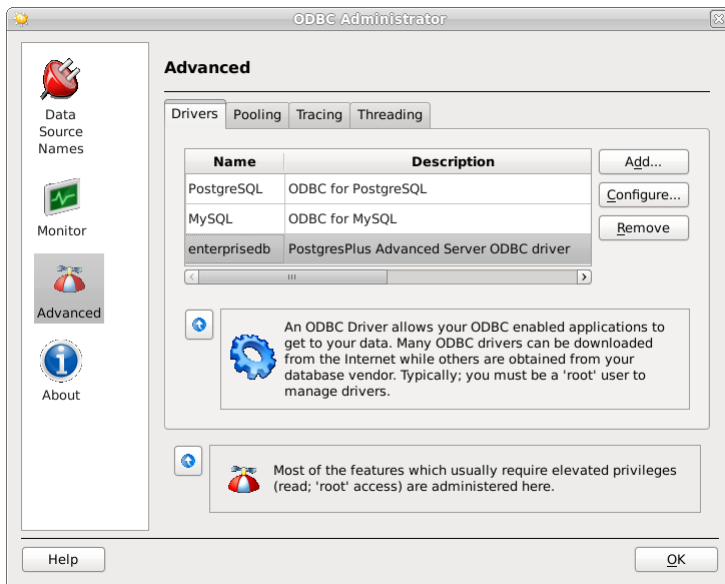 ODBC Administrator
Data
Source
Names
Monitor
Advanced
About
Advanced
Drivers Pooling Tracing Threading
Name Description
PostgreSQL ODBC for PostgreSQL
MySQL ODBC for MySQL
enterprisedb PostgresPlus Advanced Server ODBC driver
Add...
Configure...
Remove
An ODBC Driver allows your ODBC enabled applications to
get to your data. Many ODBC drivers can be downloaded
from the Internet while others are obtained from your
database vendor. Typically; you must be a 'root' user to
manage drivers.
Most of the features which usually require elevated privileges
(read; 'root' access) are administered here.
Help
OK